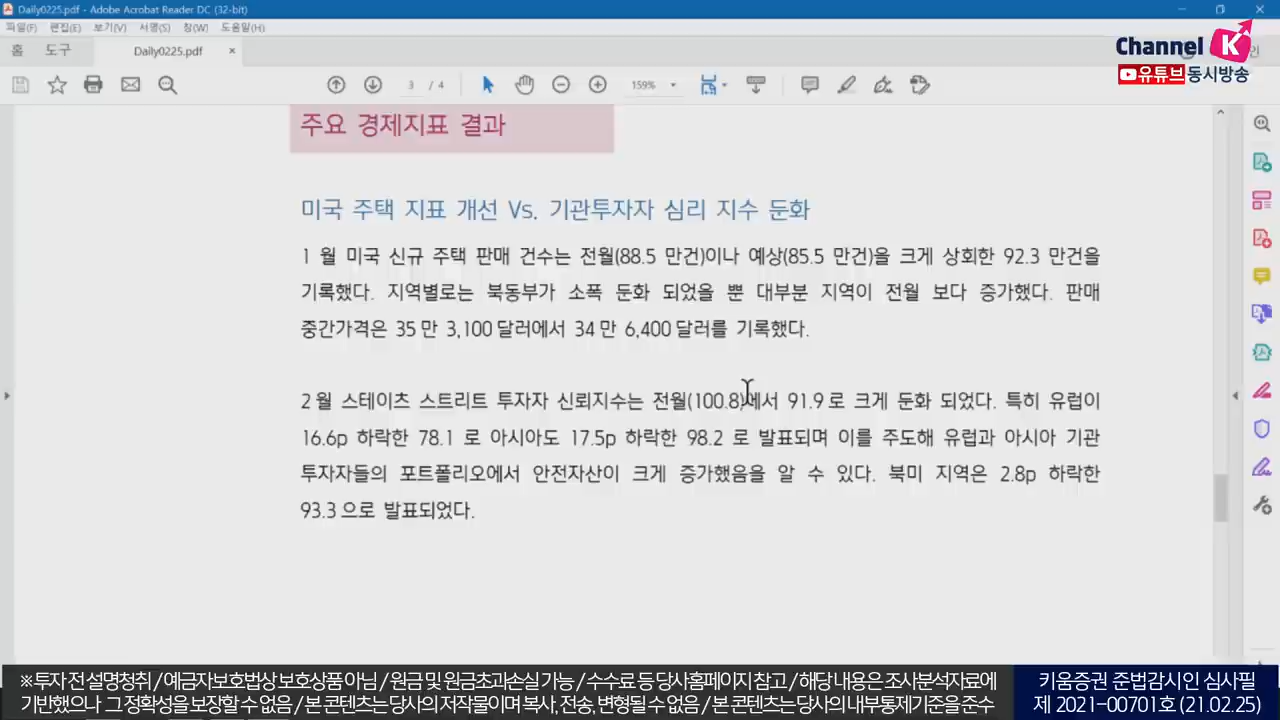 Daily0225.pdf - Adobe Acrobat Reader DC (32-bit)
파일(F) 편집(E) 보기(V) 서명(S) 창(W) 도움말(H)
홈 도구 Daily0225.pdf ×
Channel K
유튜브동시방송
3 / 4 159%
주요 경제지표 결과
미국 주택 지표 개선 Vs. 기관투자자 심리 지수 둔화
1 월 미국 신규 주택 판매 건수는 전월(88.5 만건)이나 예상(85.5 만건)을 크게 상회한 92.3 만건을
기록했다. 지역별로는 북동부가 소폭 둔화 되었을 뿐 대부분 지역이 전월 보다 증가했다. 판매
중간가격은 35 만 3,100 달러에서 34 만 6,400 달러를 기록했다.
2 월 스테이츠 스트리트 투자자 신뢰지수는 전월(100.8)에서 91.9 로 크게 둔화 되었다. 특히 유럽이
16.6p 하락한 78.1 로 아시아도 17.5p 하락한 98.2 로 발표되며 이를 주도해 유럽과 아시아 기관
투자자들의 포트폴리오에서 안전자산이 크게 증가했음을 알 수 있다. 북미 지역은 2.8p 하락한
93.3 으로 발표되었다.
※ 투자 전 설명청취 / 예금자보호법상 보호상품 아님 / 원금 및 원금초과손실 가능 / 수수료 등 당사홈페이지 참고 / 해당 내용은 조사분석자료에
기반했으나 그 정확성을 보장할 수 없음 / 본 콘텐츠는 당사의 저작물이며 복사, 전송, 변형될 수 없음 / 본 콘텐츠는 당사의 내부통제기준을 준수
키움증권 준법감시인 심사필
제 2021-00701호 (21.02.25)